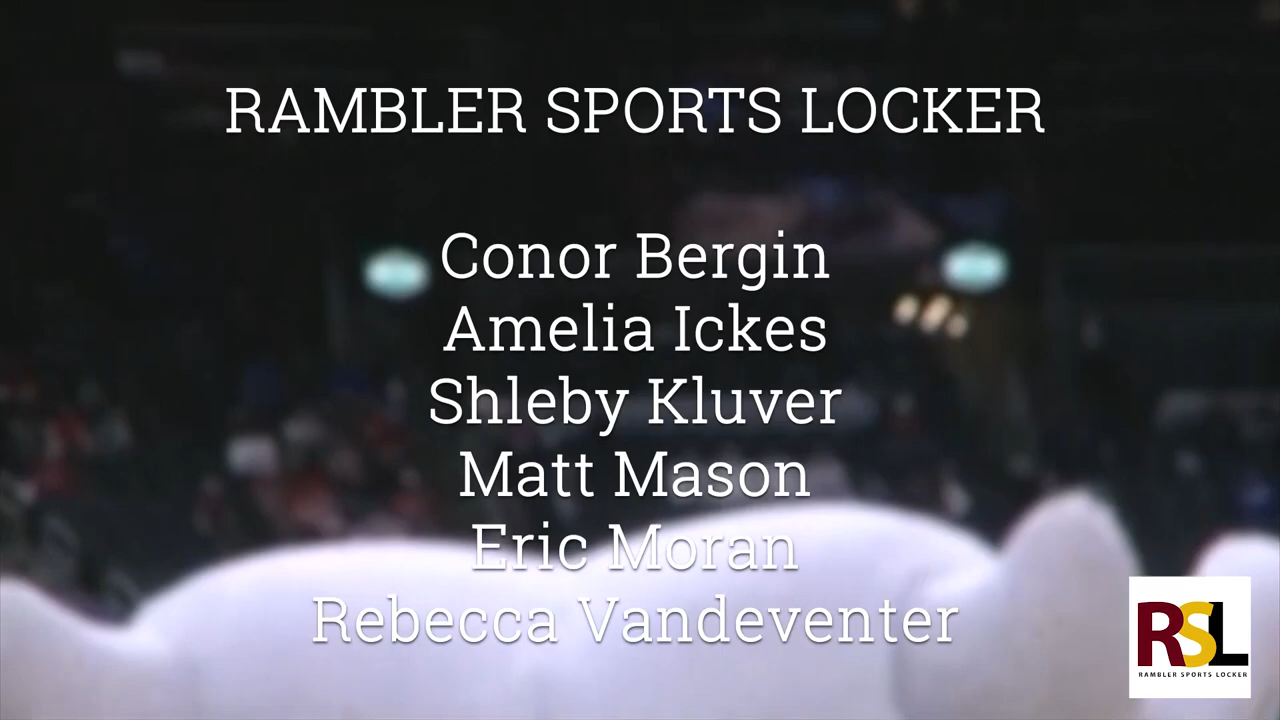 RAMBLER SPORTS LOCKER
Conor Bergin
Amelia Ickes
Shleby Kluver
Matt Mason
Eric Moran
Rebecca Vandeventer
RSL
RAMBLER SPORTS LOCKER